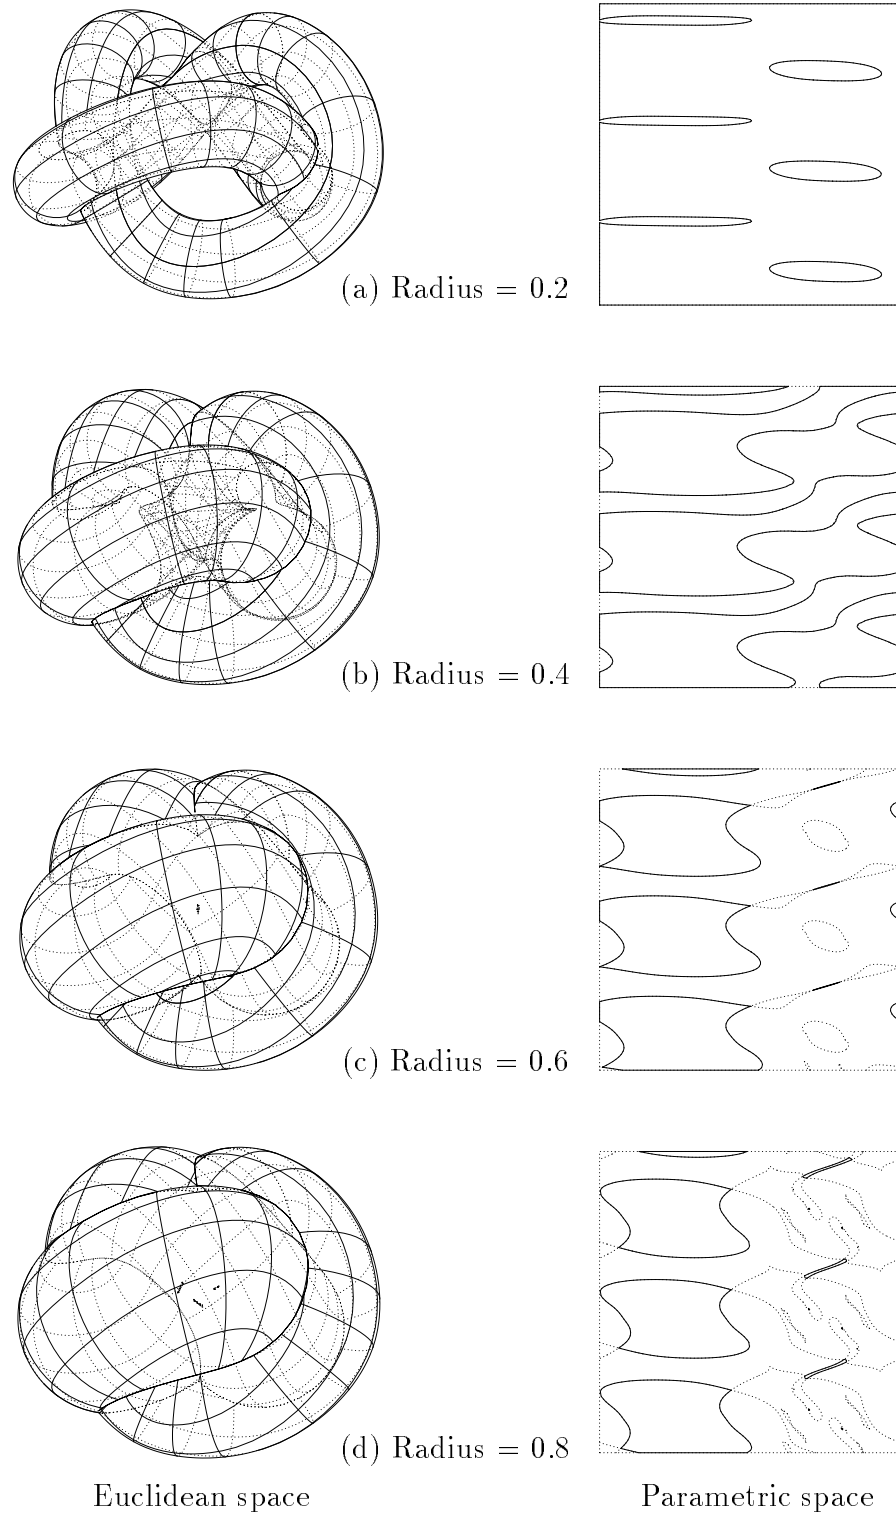 (a) Radius = 0.2
(b) Radius = 0.4
(c) Radius = 0.6
(d) Radius = 0.8
Euclidean space Parametric space